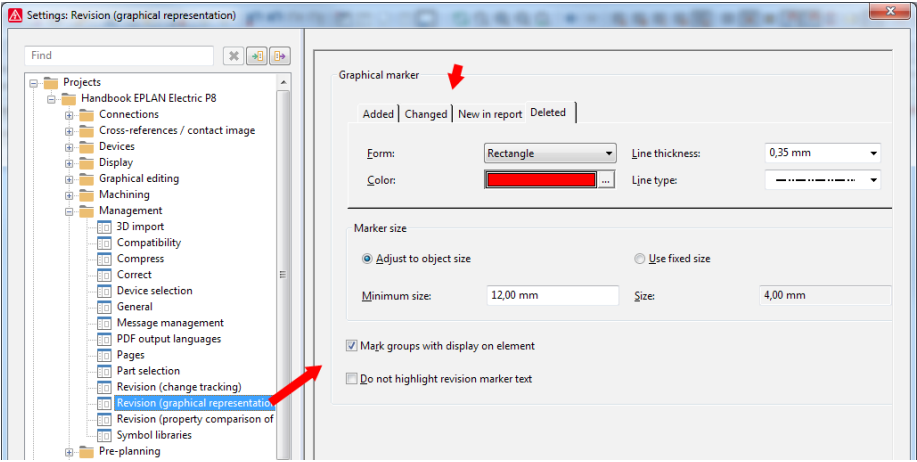 Settings: Revision (graphical representation)
Find
Projects
Handbook EPLAN Electric P8
Connections
Cross-references / contact image
Devices
Display
Graphical editing
Machining
Management
3D import
Compatibility
Compress
Correct
Device selection
General
Message management
PDF output languages
Pages
Part selection
Revision (change tracking)
Revision (graphical representation
Revision (property comparison of
Symbol libraries
Pre-planning
Graphical marker
Added Changed New in report Deleted
Form: Rectangle Line thickness: 0,35 mm
Color: ... Line type:
Marker size
Adjust to object size Use fixed size
Minimum size: 12,00 mm Size: 4,00 mm
Mark groups with display on element
Do not highlight revision marker text